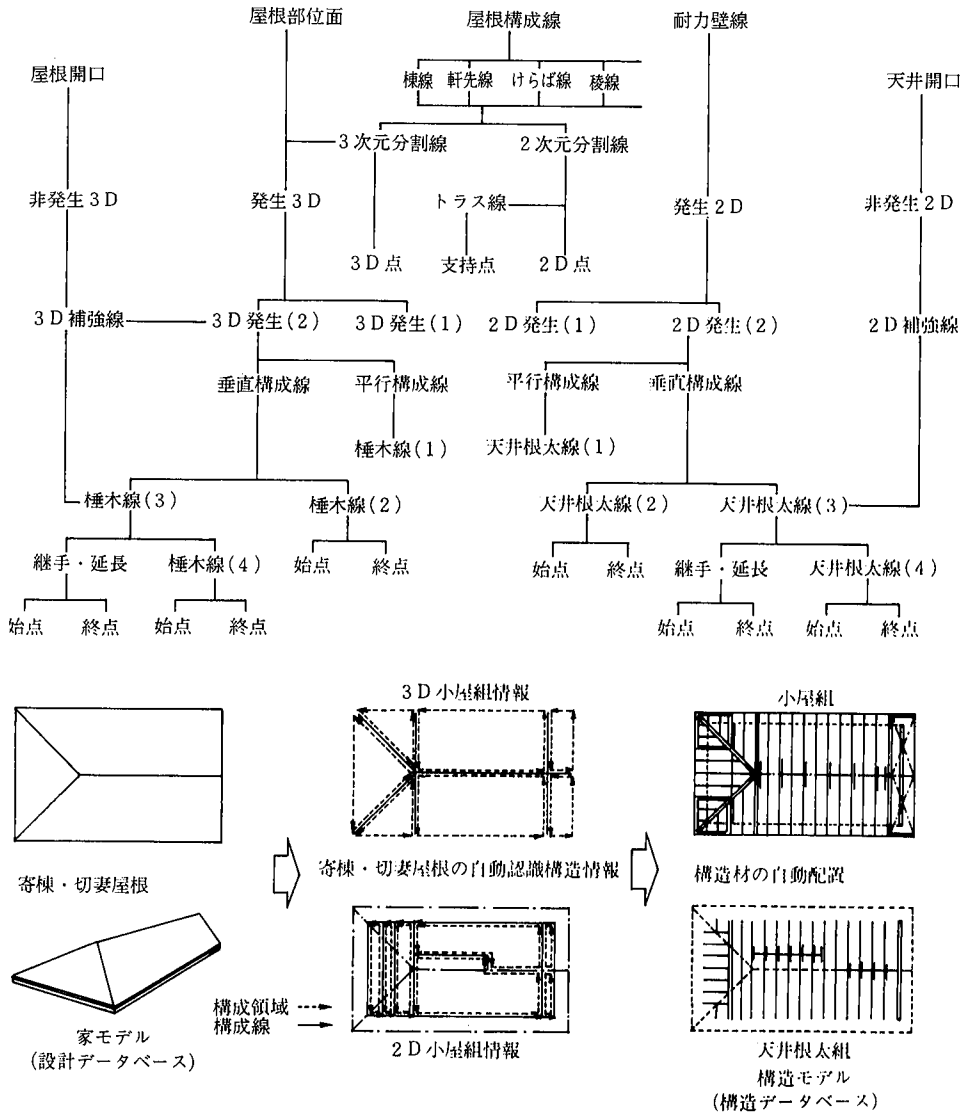 屋根部位面
屋根構成線
耐力壁線
屋根開口
天井開口
棟線
軒先線
けらば線
稜線
3次元分割線
2次元分割線
非発生3D
発生3D
トラス線
発生2D
非発生2D
3D点
支持点
2D点
3D補強線
3D発生(2)
3D発生(1)
2D発生(1)
2D発生(2)
2D補強線
垂直構成線
平行構成線
平行構成線
垂直構成線
棰木線(1)
天井根太線(1)
棰木線(3)
棰木線(2)
天井根太線(2)
天井根太線(3)
継手・延長
棰木線(4)
始点
終点
始点
終点
継手・延長
天井根太線(4)
始点
終点
始点
終点
始点
終点
始点
終点
3D小屋組情報
小屋組
寄棟・切妻屋根
寄棟・切妻屋根の自動認識構造情報
構造材の自動配置
構成領域
構成線
家モデル
(設計データベース)
2D小屋組情報
天井根太組
構造モデル
(構造データベース)